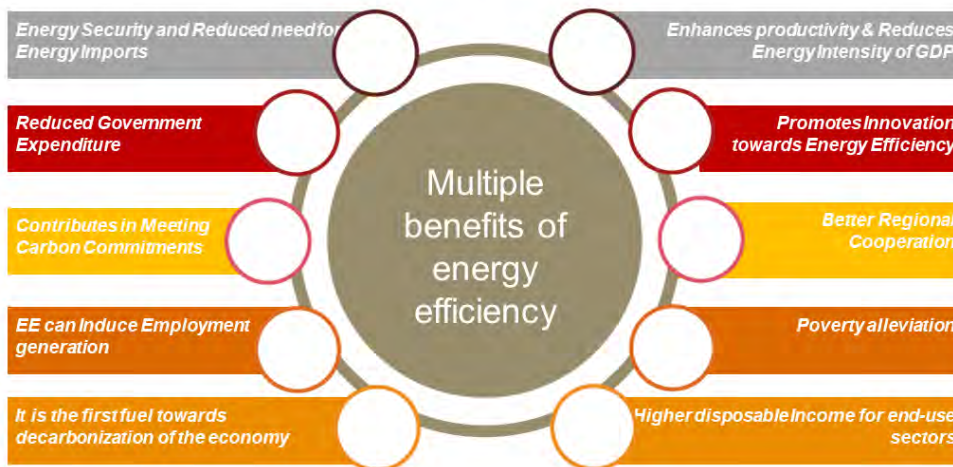 Energy Security and Reduced need for
Energy Imports
Reduced Government
Expenditure
Contributes in Meeting
Carbon Commitments
EE can Induce Employment
generation
It is the first fuel towards
decarbonization of the economy
Multiple
benefits of
energy
efficiency
Enhances productivity & Reduces
Energy Intensity of GDP
Promotes Innovation
towards Energy Efficiency
Better Regional
Cooperation
Poverty alleviation
Higher disposable Income for end-use
sectors